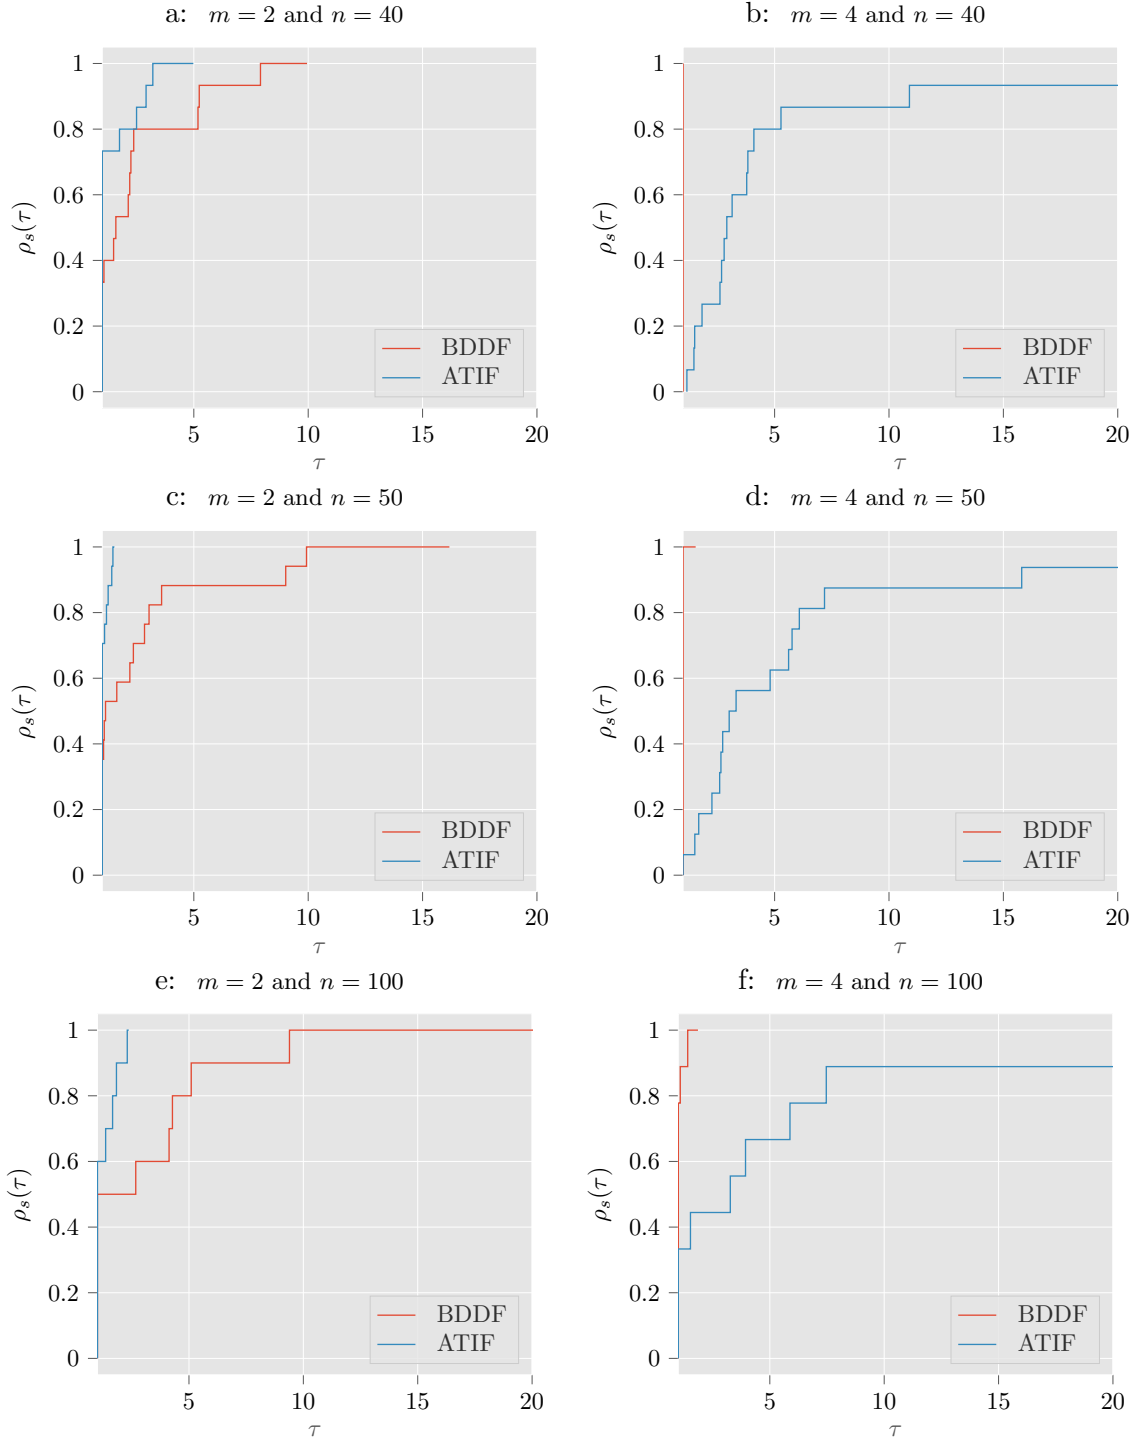 a: m = 2 and n = 40
b: m = 4 and n = 40
1
0.8
0.6
0.4
0.2
0
ρs(τ)
BDDF
ATIF
5 10 15 20
τ
1
0.8
0.6
0.4
0.2
0
ρs(τ)
BDDF
ATIF
5 10 15 20
τ
c: m = 2 and n = 50
d: m = 4 and n = 50
1
0.8
0.6
0.4
0.2
0
ρs(τ)
BDDF
ATIF
5 10 15 20
τ
1
0.8
0.6
0.4
0.2
0
ρs(τ)
BDDF
ATIF
5 10 15 20
τ
e: m = 2 and n = 100
f: m = 4 and n = 100
1
0.8
0.6
0.4
0.2
0
ρs(τ)
BDDF
ATIF
5 10 15 20
τ
1
0.8
0.6
0.4
0.2
0
ρs(τ)
BDDF
ATIF
5 10 15 20
τ